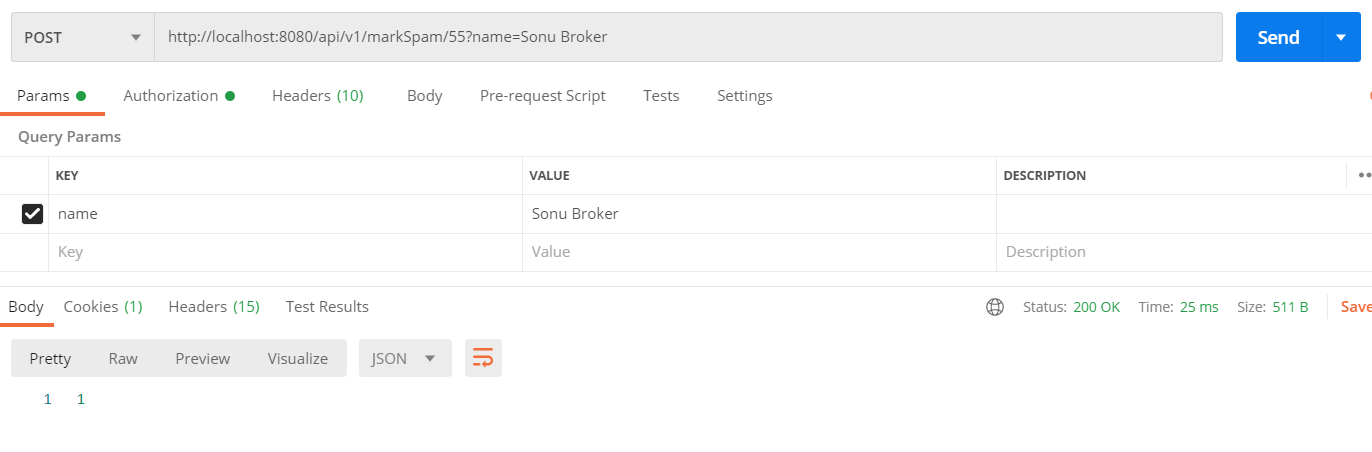 POST http://localhost:8080/api/v1/markSpam/55?name=Sonu Broker Send
Params Authorization Headers (10) Body Pre-request Script Tests Settings
Query Params
KEY VALUE DESCRIPTION
name Sonu Broker
Key Value Description
Body Cookies (1) Headers (15) Test Results Status: 200 OK Time: 25 ms Size: 511 B Save
Pretty Raw Preview Visualize JSON
1 1